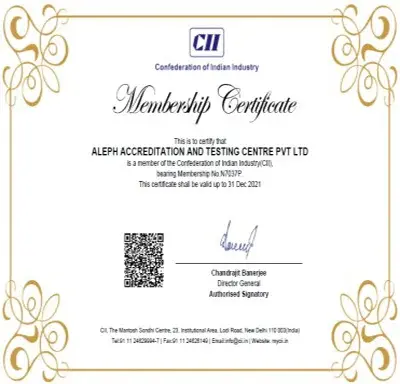 CII
Confederation of Indian Industry
Membership Certificate
This is to certify that
ALEPH ACCREDITATION AND TESTING CENTRE PVT LTD
is a member of the Confederation of Indian Industry(CII),
bearing Membership No.N7037P.
This certificate shall be valid up to 31 Dec 2021
Chandrajit Banerjee
Director General
Authorised Signatory
CII, The Mantosh Sondhi Centre, 23, Institutional Area, Lodi Road, New Delhi 110 003(India)
Tel:91 11 24629994-7 | Fax:91 11 24626149 | Email:info@cii.in | Website: mycii.in